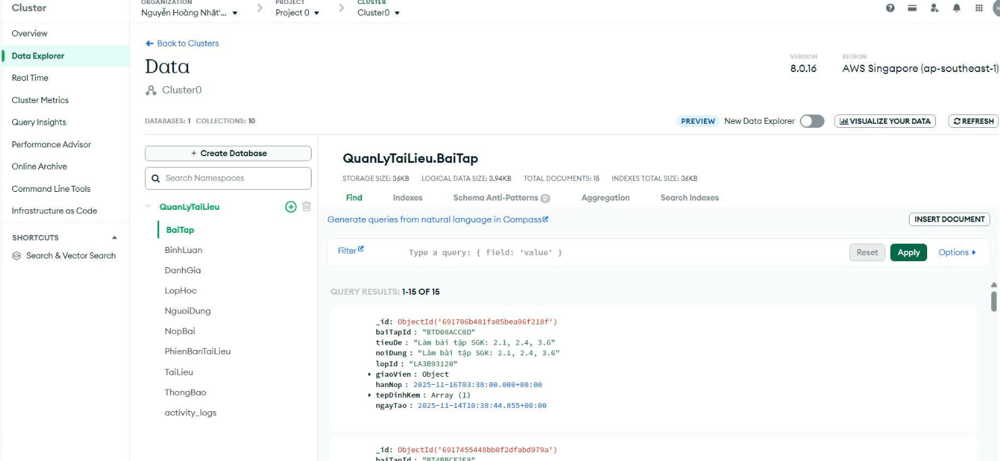 Cluster
ORGANIZATION
Nguyễn Hoàng Nhật'...
PROJECT
Project 0
CLUSTER
Cluster0
Overview
Data Explorer
Real Time
Cluster Metrics
Query Insights
Performance Advisor
Online Archive
Command Line Tools
Infrastructure as Code
SHORTCUTS
Search & Vector Search
Back to Clusters
Data
Cluster0
VERSION
8.0.16
REGION
AWS Singapore (ap-southeast-1)
DATABASES: 1 COLLECTIONS: 10
PREVIEW New Data Explorer
VISUALIZE YOUR DATA
REFRESH
+ Create Database
Search Namespaces
QuanLyTaiLieu
BaiTap
BinhLuan
DanhGia
LopHoc
NguoiDung
NopBai
PhienBanTaiLieu
TaiLieu
ThongBao
activity_logs
QuanLyTaiLieu.BaiTap
STORAGE SIZE: 36KB LOGICAL DATA SIZE: 3.94KB TOTAL DOCUMENTS: 15 INDEXES TOTAL SIZE: 36KB
Find Indexes Schema Anti-Patterns 0 Aggregation Search Indexes
Generate queries from natural language in Compass
INSERT DOCUMENT
Filter
Type a query: { field: 'value' }
Reset
Apply
Options
QUERY RESULTS: 1-15 OF 15
_id: ObjectId('691706b481fa05bea96f218f')
baiTapId : "BTD08ACC0D"
tieuDe : "Làm bài tập SGK: 2.1, 2.4, 3.6"
noiDung : "Làm bài tập SGK: 2.1, 2.4, 3.6"
lopId : "LA3B93120"
giaoVien : Object
hanNop : 2025-11-16T03:38:00.000+00:00
tepDinhKem : Array (1)
ngayTao : 2025-11-14T10:38:44.855+00:00
_id: ObjectId('6917455448bb0f2dfabd979a')
baiTapId : "BT4BBCF2E8"